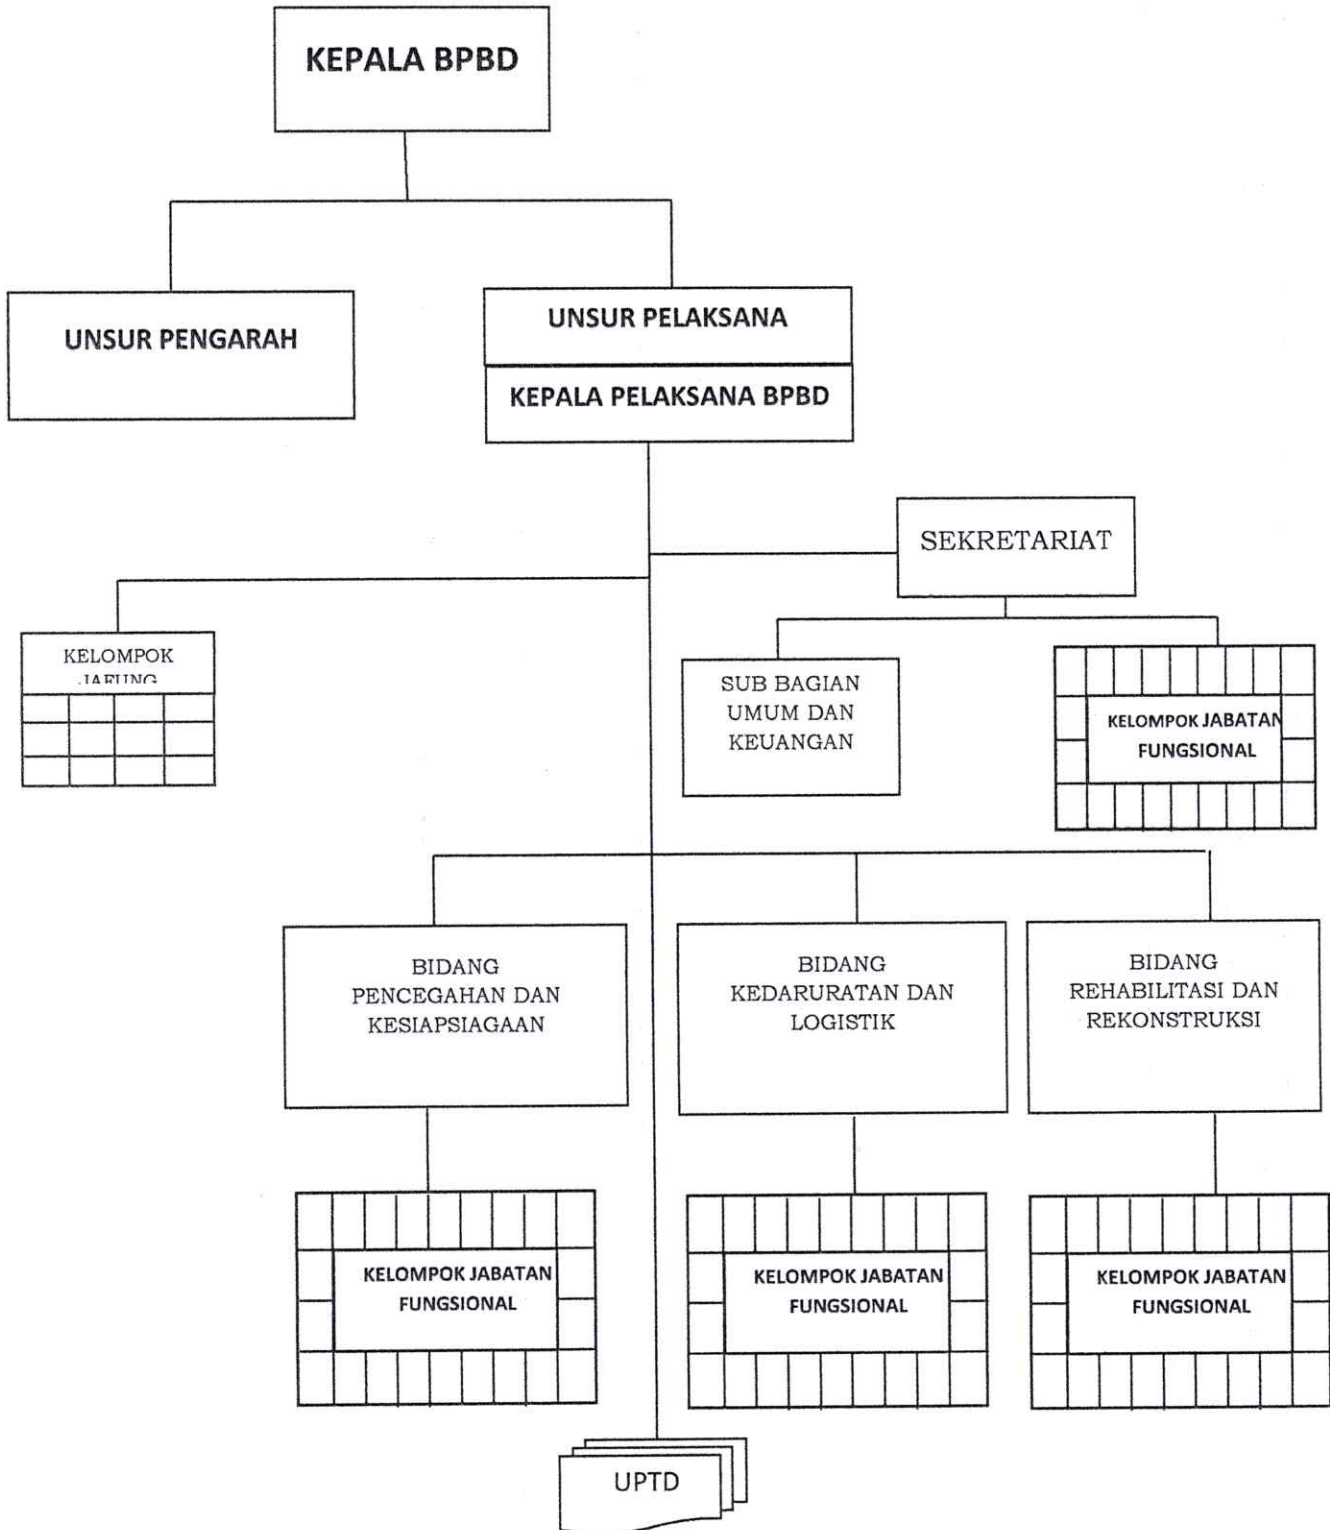 KEPALA BPBD
UNSUR PENGARAH
UNSUR PELAKSANA
KEPALA PELAKSANA BPBD
SEKRETARIAT
KELOMPOK
JAFUNG
SUB BAGIAN
UMUM DAN
KEUANGAN
KELOMPOK JABATAN
FUNGSIONAL
BIDANG
PENCEGAHAN DAN
KESIAPSIAGAAN
BIDANG
KEDARURATAN DAN
LOGISTIK
BIDANG
REHABILITASI DAN
REKONSTRUKSI
KELOMPOK JABATAN
FUNGSIONAL
KELOMPOK JABATAN
FUNGSIONAL
KELOMPOK JABATAN
FUNGSIONAL
UPTD